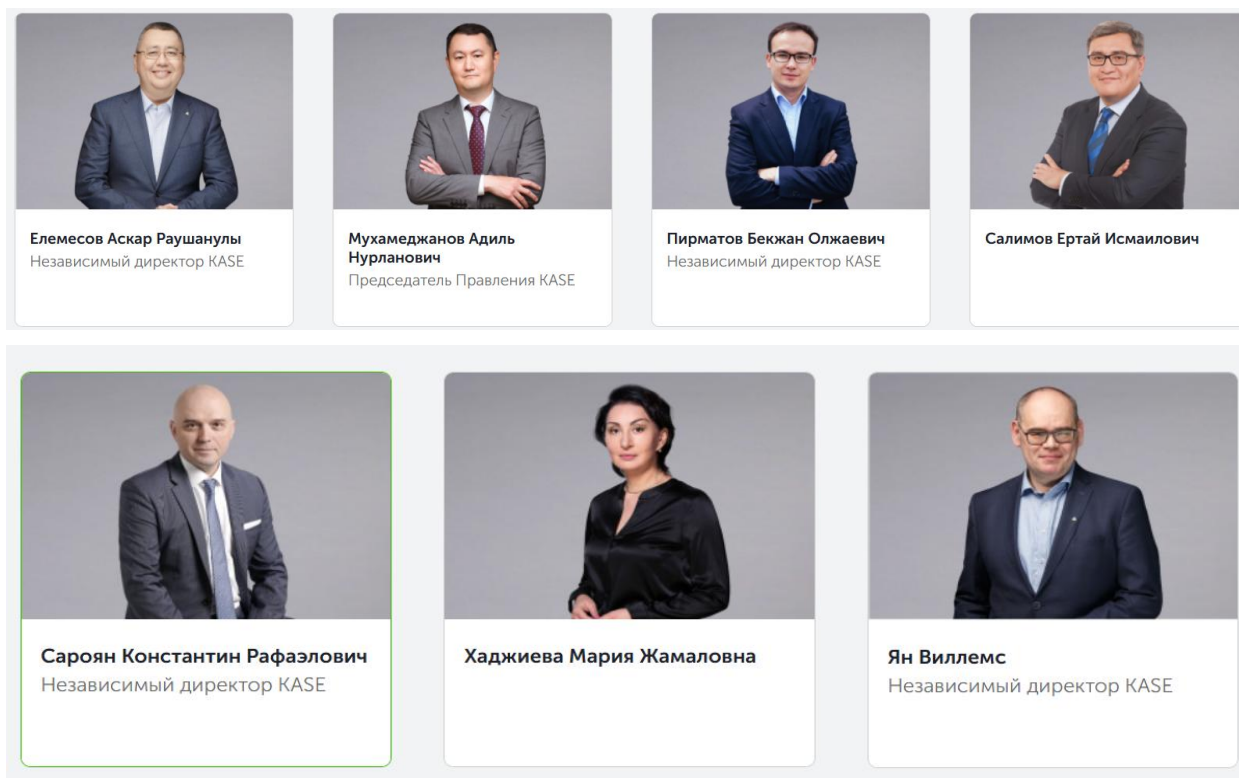 Елемесов Аскар Раушанулы
Независимый директор KASE
Мухамеджанов Адиль
Нурланович
Председатель Правления KASE
Пирматов Бекжан Олжаевич
Независимый директор KASE
Салимов Ертай Исмаилович
Сароян Константин Рафаэлович
Независимый директор KASE
Хаджиева Мария Жамаловна
Ян Виллемс
Независимый директор KASE